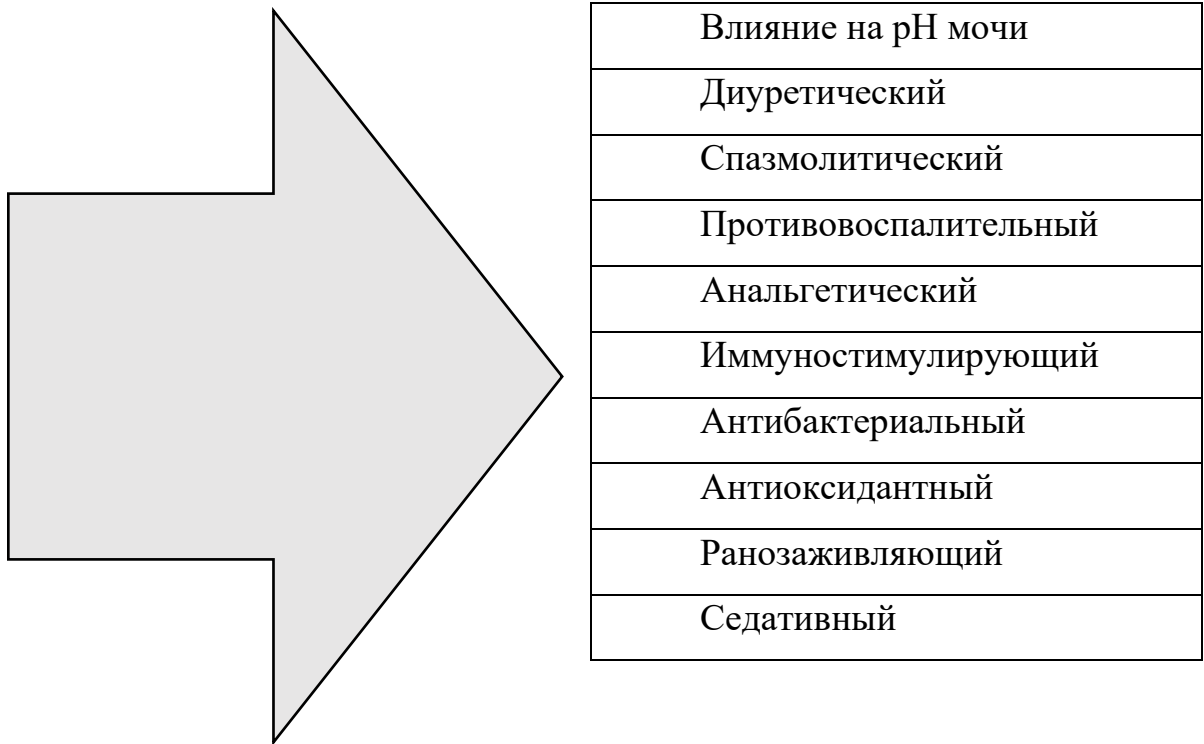 Влияние на pH мочи
Диуретический
Спазмолитический
Противовоспалительный
Анальгетический
Иммуностимулирующий
Антибактериальный
Антиоксидантный
Ранозаживляющий
Седативный